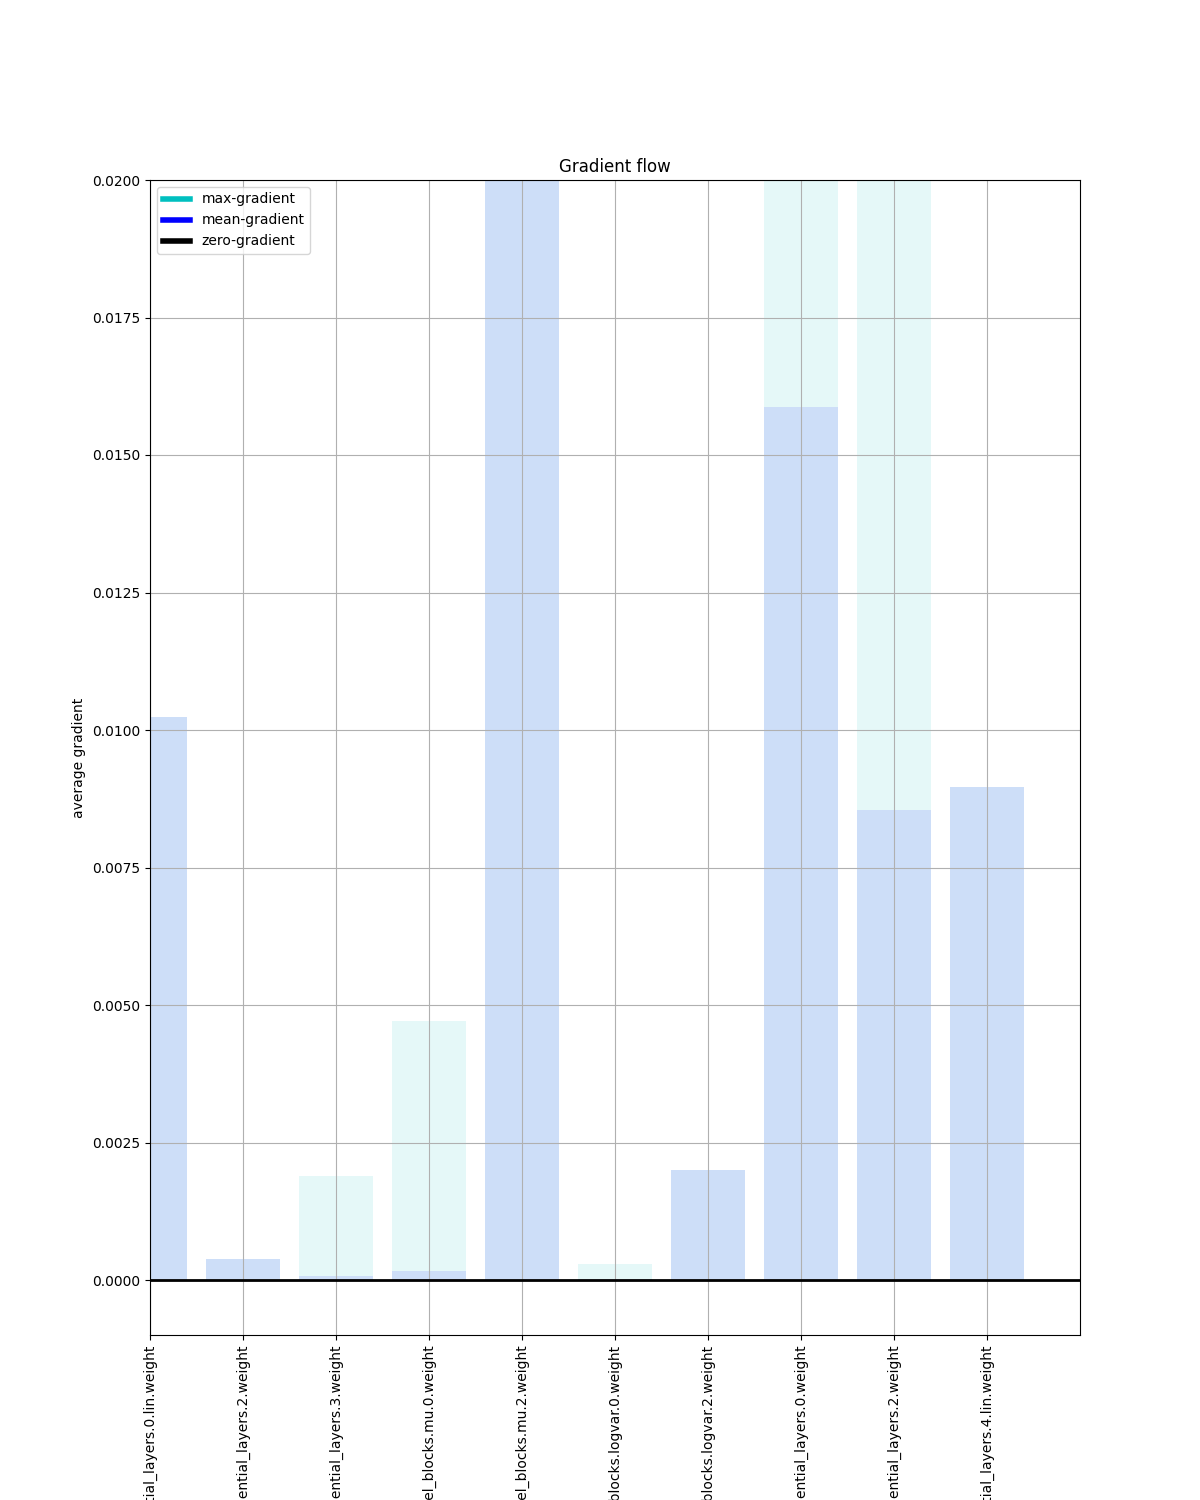 Gradient flow
max-gradient
mean-gradient
zero-gradient
0.0200
0.0175
0.0150
0.0125
0.0100
0.0075
0.0050
0.0025
0.0000
average gradient
tial_layers.0.lin.weight
ential_layers.2.weight
ential_layers.3.weight
el_blocks.mu.0.weight
el_blocks.mu.2.weight
blocks.logvar.0.weight
blocks.logvar.2.weight
ential_layers.0.weight
ential_layers.2.weight
tial_layers.4.lin.weight